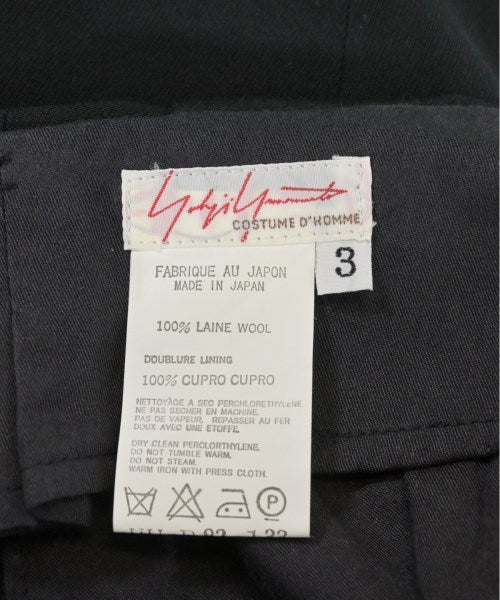 Yohji Yamamoto
COSTUME D'HOMME
3
FABRIQUE AU JAPON
MADE IN JAPAN
100% LAINE WOOL
DOUBLURE LINING
100% CUPRO CUPRO
NETTOYAGE A SEC PERCHLORETHYLENE
NE PAS SECHER EN MACHINE.
PAS DE VAPEUR. REPASSER AU FER
DOUX AVEC UNE ETOFFE.
DRY CLEAN PERCLORTHYLENE.
DO NOT TUMBLE WARM.
DO NOT STEAM.
WARM IRON WITH PRESS CLOTH.
P